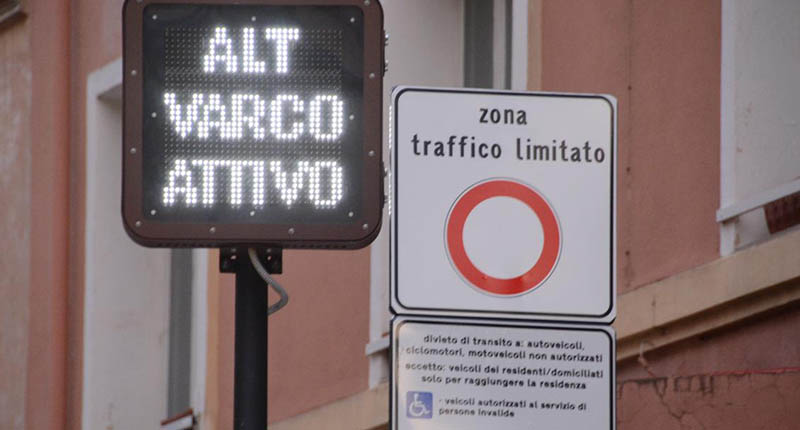 ALT
VARCO
ATTIVO
zona
traffico limitato
divieto di transito a: autoveicoli,
ciclomotori, motoveicoli non autorizzati
eccetto: veicoli dei residenti/domiciliati
solo per raggiungere la residenza
- veicoli autorizzati al servizio di
persone invalide